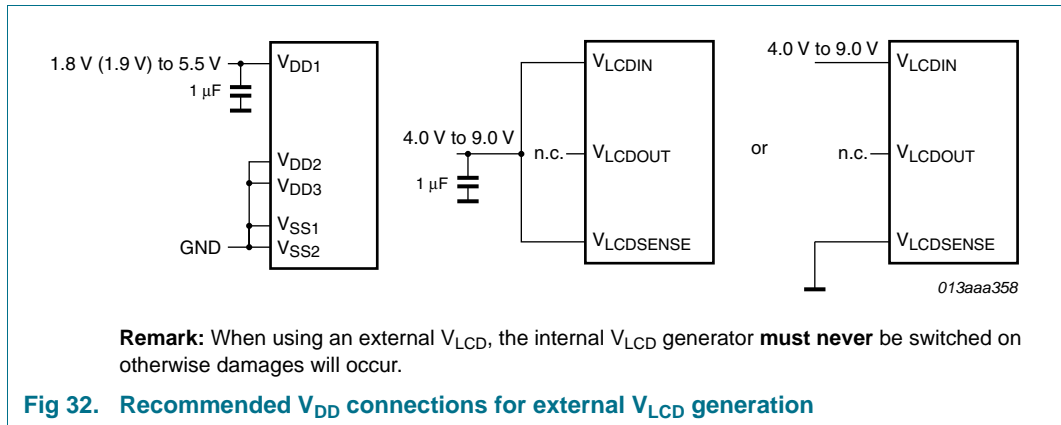 1.8 V (1.9 V) to 5.5 V
1 μF
VDD1
VDD2
VDD3
VSS1
GND
VSS2
4.0 V to 9.0 V
1 μF
VLCDIN
n.c.
VLCDOUT
VLCDSENSE
or
4.0 V to 9.0 V
VLCDIN
n.c.
VLCDOUT
VLCDSENSE
013aaa358
Remark: When using an external VLCD, the internal VLCD generator must never be switched on
otherwise damages will occur.
Fig 32. Recommended VDD connections for external VLCD generation